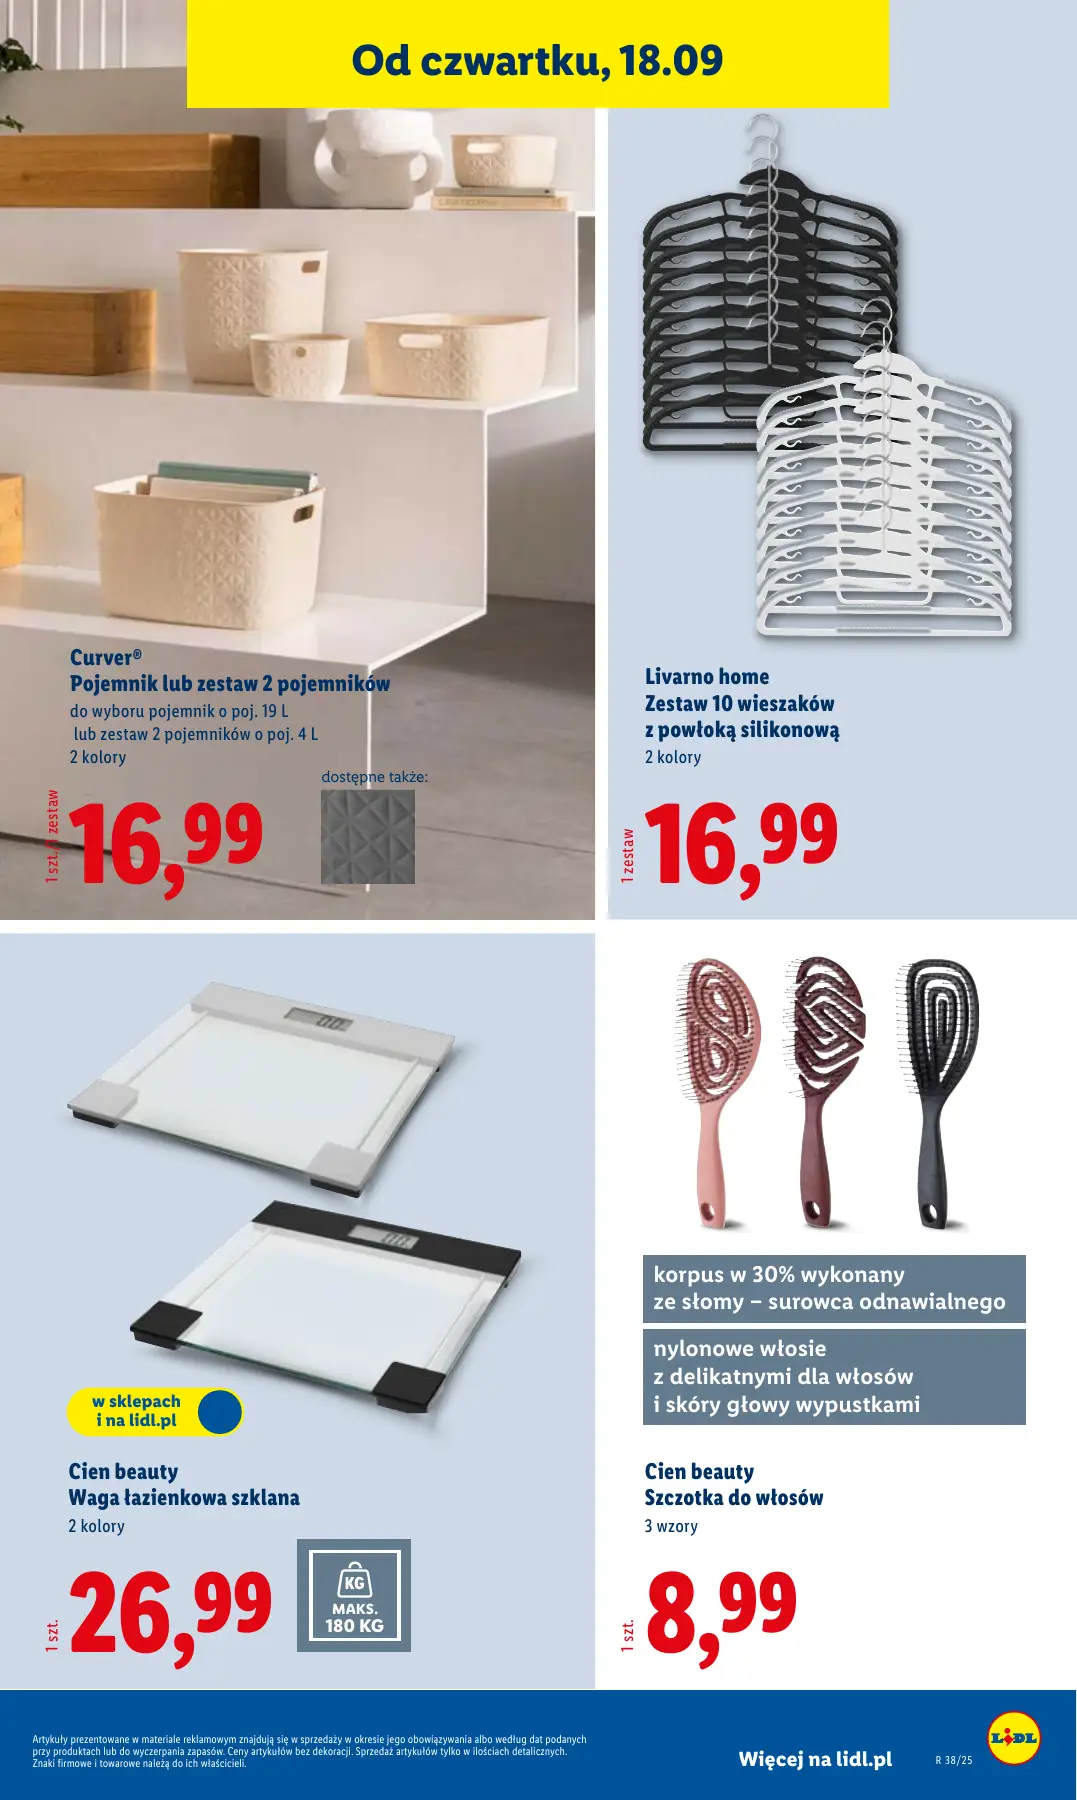 Od czwartku, 18.09
Curver®
Pojemnik lub zestaw 2 pojemników
do wyboru pojemnik o poj. 19 L
lub zestaw 2 pojemników o poj. 4 L
2 kolory
dostępne także:
1 szt./1 zestaw
16,99
Livarno home
Zestaw 10 wieszaków
z powłoką silikonową
2 kolory
1 zestaw
16,99
w sklepach
i na lidl.pl
Cien beauty
Waga łazienkowa szklana
2 kolory
1 szt.
26,99
KG
MAKS.
180 KG
korpus w 30% wykonany
ze słomy – surowca odnawialnego
nylonowe włosie
z delikatnymi dla włosów
i skóry głowy wypustkami
Cien beauty
Szczotka do włosów
3 wzory
1 szt.
8,99
Artykuły prezentowane w materiale reklamowym znajdują się w sprzedaży w okresie jego obowiązywania albo według dat podanych
przy produktach lub do wyczerpania zapasów. Ceny artykułów bez dekoracji. Sprzedaż artykułów tylko w ilościach detalicznych.
Znaki firmowe i towarowe należą do ich właścicieli.
Więcej na lidl.pl
R 38/25
LIDL